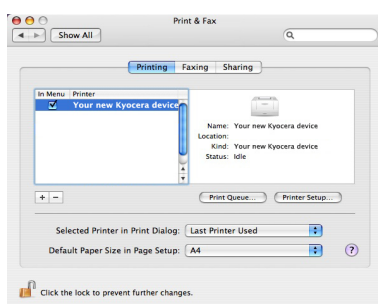 Print & Fax
Show All
Printing Faxing Sharing
In Menu Printer
Your new Kyocera device
Name: Your new Kyocera device
Location:
Kind: Your new Kyocera device
Status: Idle
+ −
Print Queue... Printer Setup...
Selected Printer in Print Dialog: Last Printer Used
Default Paper Size in Page Setup: A4
?
Click the lock to prevent further changes.